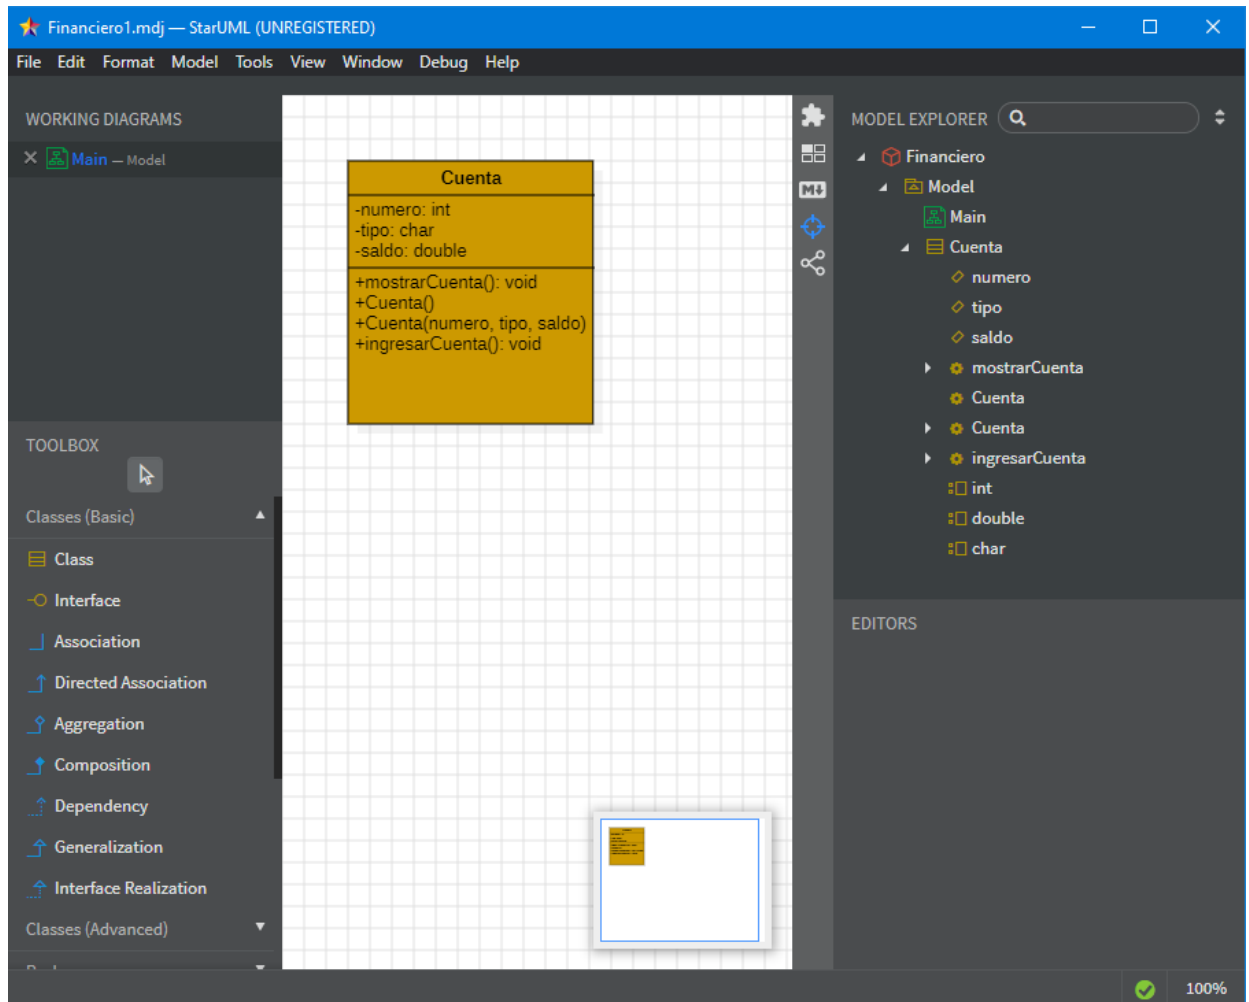 Financiero1.mdj — StarUML (UNREGISTERED)
File Edit Format Model Tools View Window Debug Help
WORKING DIAGRAMS
Main — Model
TOOLBOX
Classes (Basic)
Class
Interface
Association
Directed Association
Aggregation
Composition
Dependency
Generalization
Interface Realization
Classes (Advanced)
Cuenta
-numero: int
-tipo: char
-saldo: double
+mostrarCuenta(): void
+Cuenta()
+Cuenta(numero, tipo, saldo)
+ingresarCuenta(): void
M
MODEL EXPLORER
Financiero
Model
Main
Cuenta
numero
tipo
saldo
mostrarCuenta
Cuenta
Cuenta
ingresarCuenta
int
double
char
EDITORS
100%